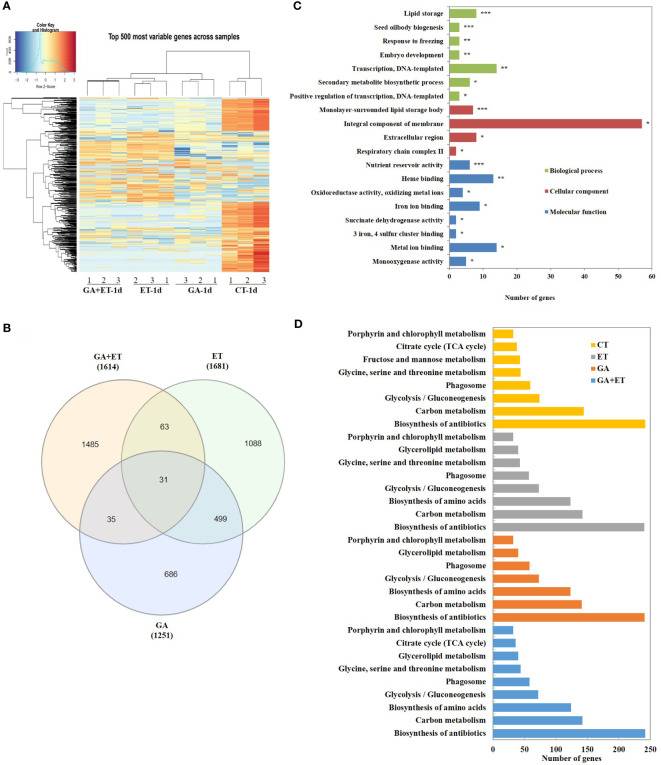 A
Color Key
and Histogram
Row Z-Score
Top 500 most variable genes across samples
1 2 3 2 3 1 3 2 1 1 2 3
GA+ET-1d ET-1d GA-1d CT-1d
B
GA+ET
(1614)
ET
(1681)
63
1485
1088
31
35
499
686
GA
(1251)
C
Lipid storage ***
Seed oilbody biogenesis ***
Response to freezing **
Embryo development **
Transcription, DNA-templated **
Secondary metabolite biosynthetic process *
Positive regulation of transcription, DNA-templated *
Monolayer-surrounded lipid storage body ***
Integral component of membrane *
Extracellular region *
Respiratory chain complex II *
Nutrient reservoir activity ***
Heme binding **
Oxidoreductase activity, oxidizing metal ions *
Iron ion binding *
Succinate dehydrogenase activity *
3 iron, 4 sulfur cluster binding *
Metal ion binding *
Monooxygenase activity *
Biological process
Cellular component
Molecular function
0 10 20 30 40 50 60
Number of genes
D
Porphyrin and chlorophyll metabolism
Citrate cycle (TCA cycle)
Fructose and mannose metabolism
Glycine, serine and threonine metabolism
Phagosome
Glycolysis / Gluconeogenesis
Carbon metabolism
Biosynthesis of antibiotics
Porphyrin and chlorophyll metabolism
Glycerolipid metabolism
Glycine, serine and threonine metabolism
Phagosome
Glycolysis / Gluconeogenesis
Biosynthesis of amino acids
Carbon metabolism
Biosynthesis of antibiotics
Porphyrin and chlorophyll metabolism
Glycerolipid metabolism
Phagosome
Glycolysis / Gluconeogenesis
Biosynthesis of amino acids
Carbon metabolism
Biosynthesis of antibiotics
Porphyrin and chlorophyll metabolism
Citrate cycle (TCA cycle)
Glycerolipid metabolism
Glycine, serine and threonine metabolism
Phagosome
Glycolysis / Gluconeogenesis
Biosynthesis of amino acids
Carbon metabolism
Biosynthesis of antibiotics
CT
ET
GA
GA+ET
0 50 100 150 200 250
Number of genes